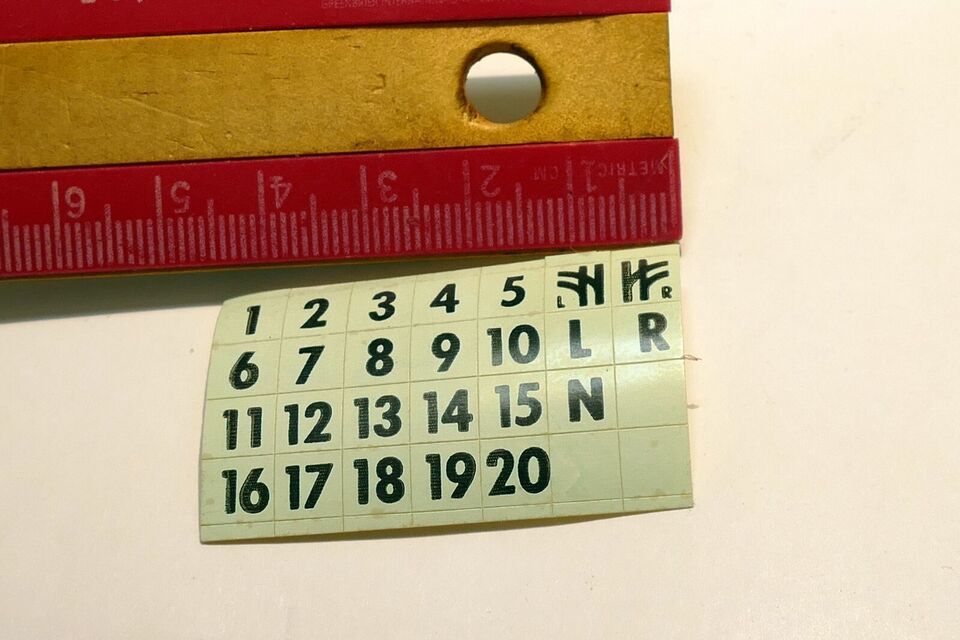 6 5 4 3 2 1
METRIC CM
1 2 3 4 5 L R
6 7 8 9 10 L R
11 12 13 14 15 N
16 17 18 19 20